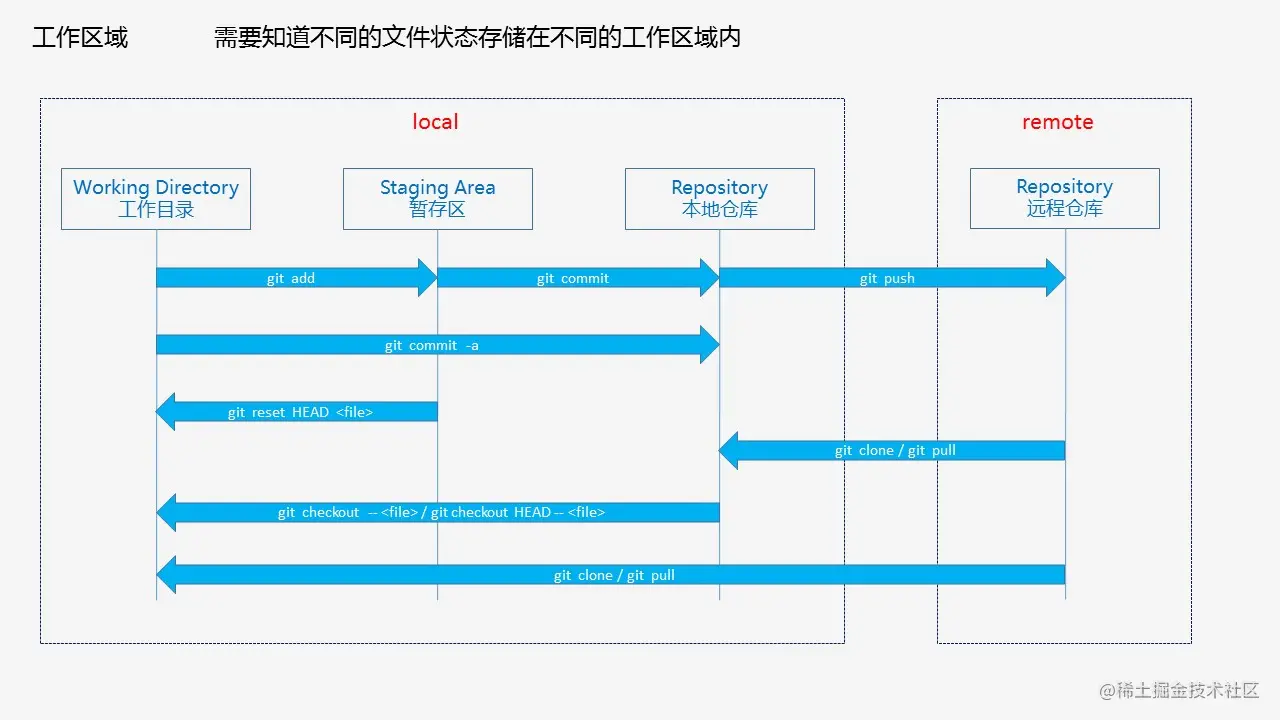 工作区域 需要知道不同的文件状态存储在不同的工作区域内
local
remote
Working Directory
工作目录
Staging Area
暂存区
Repository
本地仓库
Repository
远程仓库
git add
git commit
git push
git commit -a
git reset HEAD <file>
git clone / git pull
git checkout -- <file> / git checkout HEAD -- <file>
git clone / git pull
@稀土掘金技术社区